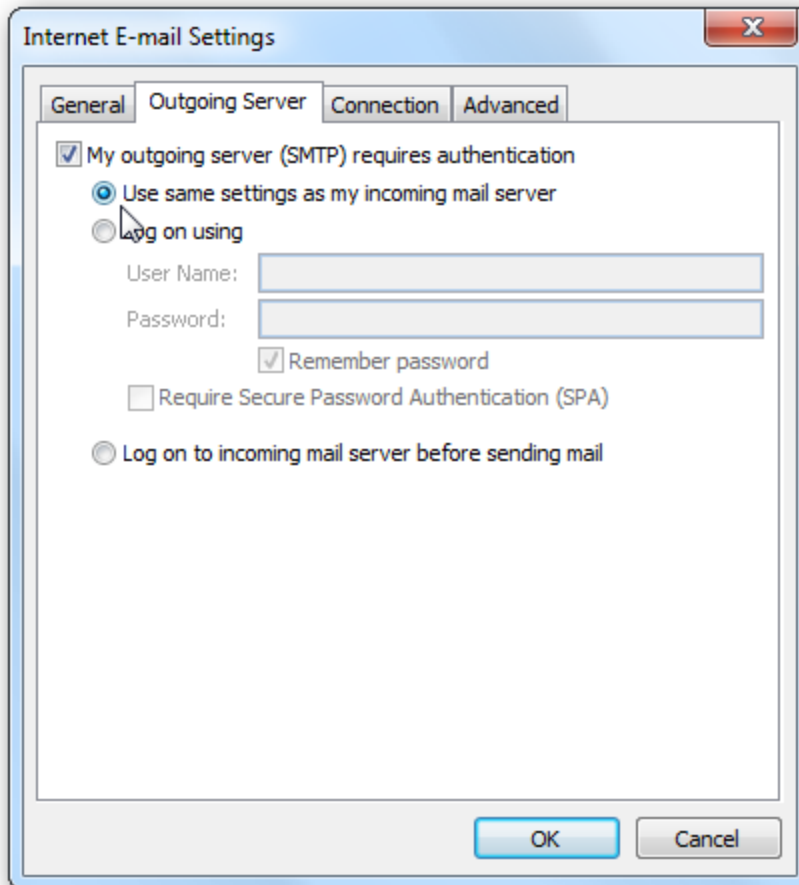 Internet E-mail Settings
General Outgoing Server Connection Advanced
My outgoing server (SMTP) requires authentication
Use same settings as my incoming mail server
Log on using
User Name:
Password:
Remember password
Require Secure Password Authentication (SPA)
Log on to incoming mail server before sending mail
OK Cancel